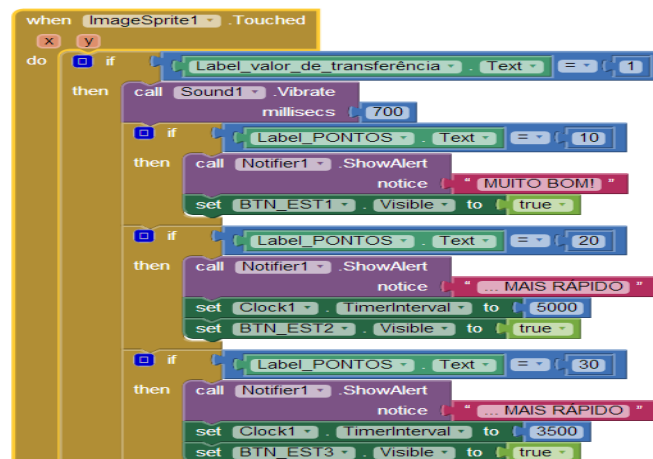 when ImageSprite1 .Touched
x y
do if Label_valor_de_transferência . Text = 1
then call Sound1 .Vibrate
millisecs 700
if Label_PONTOS . Text = 10
then call Notifier1 .ShowAlert
notice " MUITO BOM! "
set BTN_EST1 . Visible to true
if Label_PONTOS . Text = 20
then call Notifier1 .ShowAlert
notice " ... MAIS RÁPIDO "
set Clock1 . TimerInterval to 5000
set BTN_EST2 . Visible to true
if Label_PONTOS . Text = 30
then call Notifier1 .ShowAlert
notice " ... MAIS RÁPIDO "
set Clock1 . TimerInterval to 3500
set BTN_EST3 . Visible to true